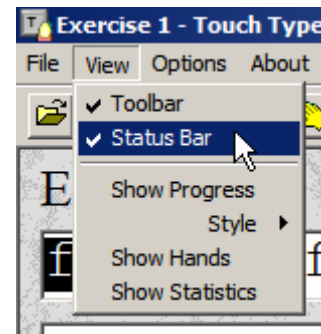 Exercise 1 - Touch Type
File View Options About
Toolbar
Status Bar
E
Show Progress
Style
f
f
Show Hands
Show Statistics